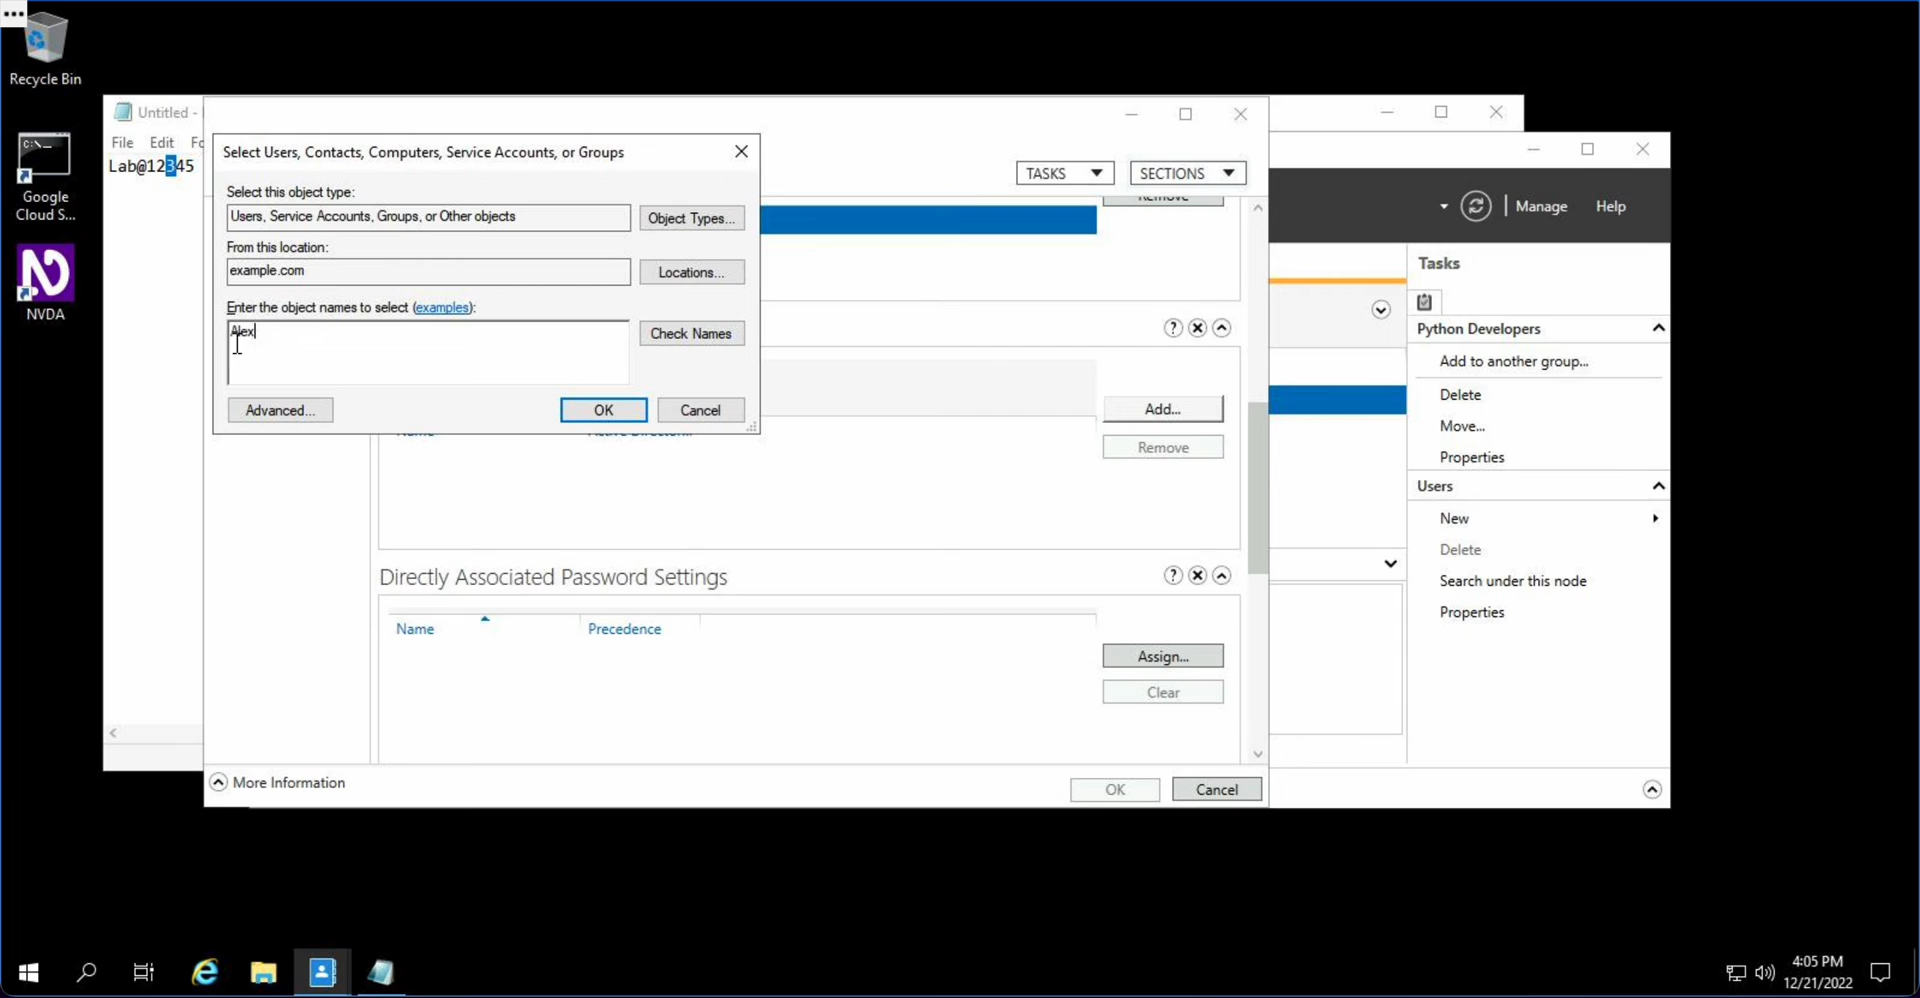 Recycle Bin
Google
Cloud S...
NVDA
Untitled -
File Edit Fo
Lab@12345
Select Users, Contacts, Computers, Service Accounts, or Groups
Select this object type:
Users, Service Accounts, Groups, or Other objects
Object Types...
From this location:
example.com
Locations...
Enter the object names to select (examples):
Alex
Check Names
Advanced...
OK
Cancel
TASKS
SECTIONS
Remove
Add...
Remove
Name
Directly Associated Password Settings
Name
Precedence
Assign...
Clear
More Information
OK
Cancel
Manage
Help
Tasks
Python Developers
Add to another group...
Delete
Move...
Properties
Users
New
Delete
Search under this node
Properties
4:05 PM
12/21/2022